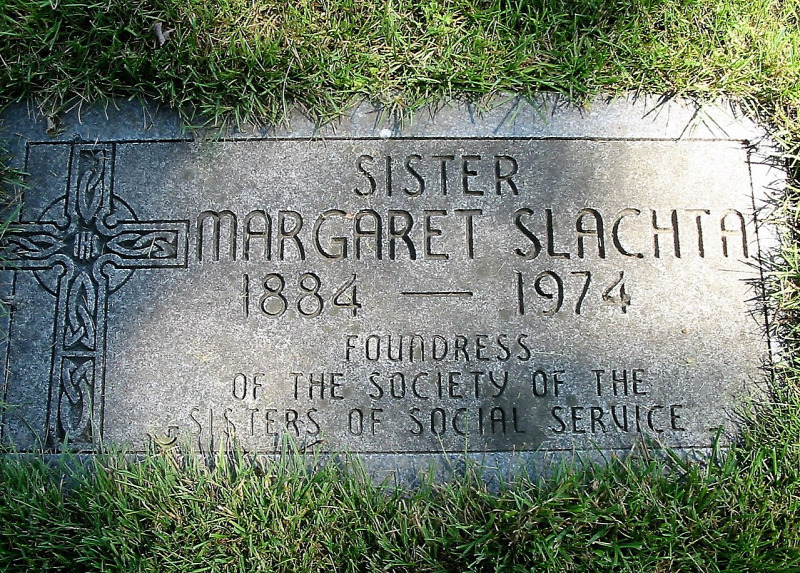 SISTER
MARGARET SLACHTA
1884 — 1974
FOUNDRESS
OF THE SOCIETY OF THE
SISTERS OF SOCIAL SERVICE